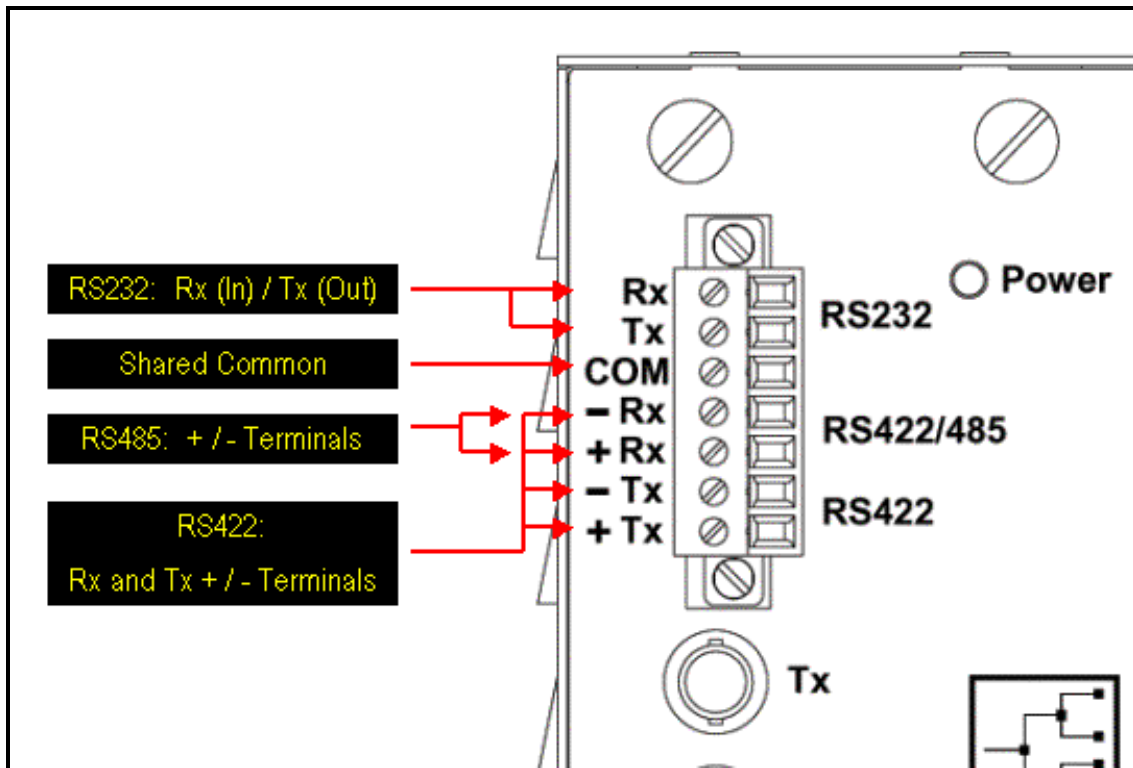 RS232: Rx (In) / Tx (Out)
Shared Common
RS485: + / - Terminals
RS422:
Rx and Tx + / - Terminals
Rx
Tx
COM
– Rx
+ Rx
– Tx
+ Tx
RS232
RS422/485
RS422
Power
Tx